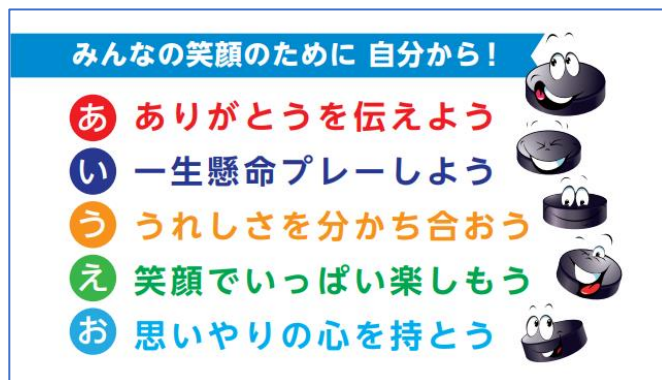 みんなの笑顔のために 自分から!
あ ありがとうを伝えよう
い 一生懸命プレーしよう
う うれしさを分かち合おう
え 笑顔でいっぱい楽しもう
お 思いやりの心を持とう